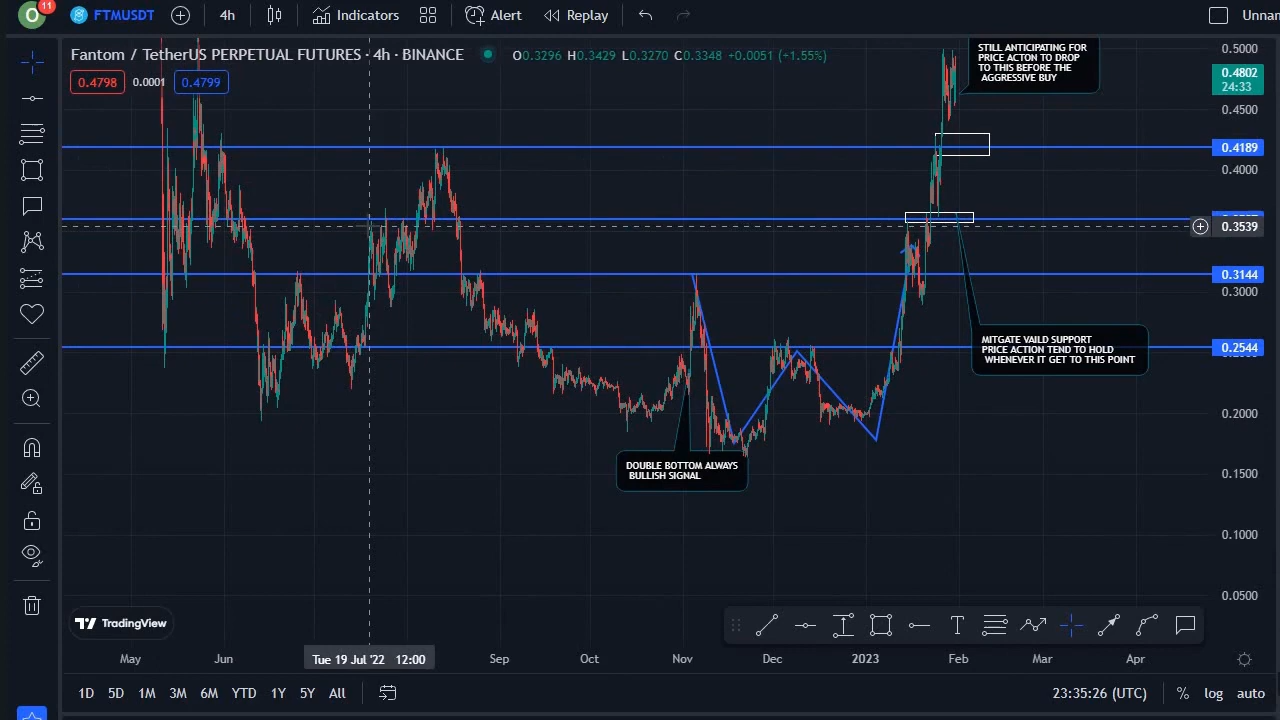 O
11
FTMUSDT
4h
Indicators
Alert
Replay
Unnan
Fantom / TetherUS PERPETUAL FUTURES · 4h · BINANCE
O0.3296 H0.3429 L0.3270 C0.3348 +0.0051 (+1.55%)
0.4798
0.0001
0.4799
STILL ANTICIPATING FOR
PRICE ACTON TO DROP
TO THIS BEFORE THE
AGGRESSIVE BUY
0.5000
0.4802
24:33
0.4500
0.4189
0.4000
0.3539
0.3144
0.3000
0.2544
0.2000
0.1500
0.1000
0.0500
MITGATE VAILD SUPPORT
PRICE ACTION TEND TO HOLD
WHENEVER IT GET TO THIS POINT
DOUBLE BOTTOM ALWAYS
BULLISH SIGNAL
TradingView
May
Jun
Tue 19 Jul '22 12:00
Sep
Oct
Nov
Dec
2023
Feb
Mar
Apr
1D 5D 1M 3M 6M YTD 1Y 5Y All
23:35:26 (UTC)
% log auto